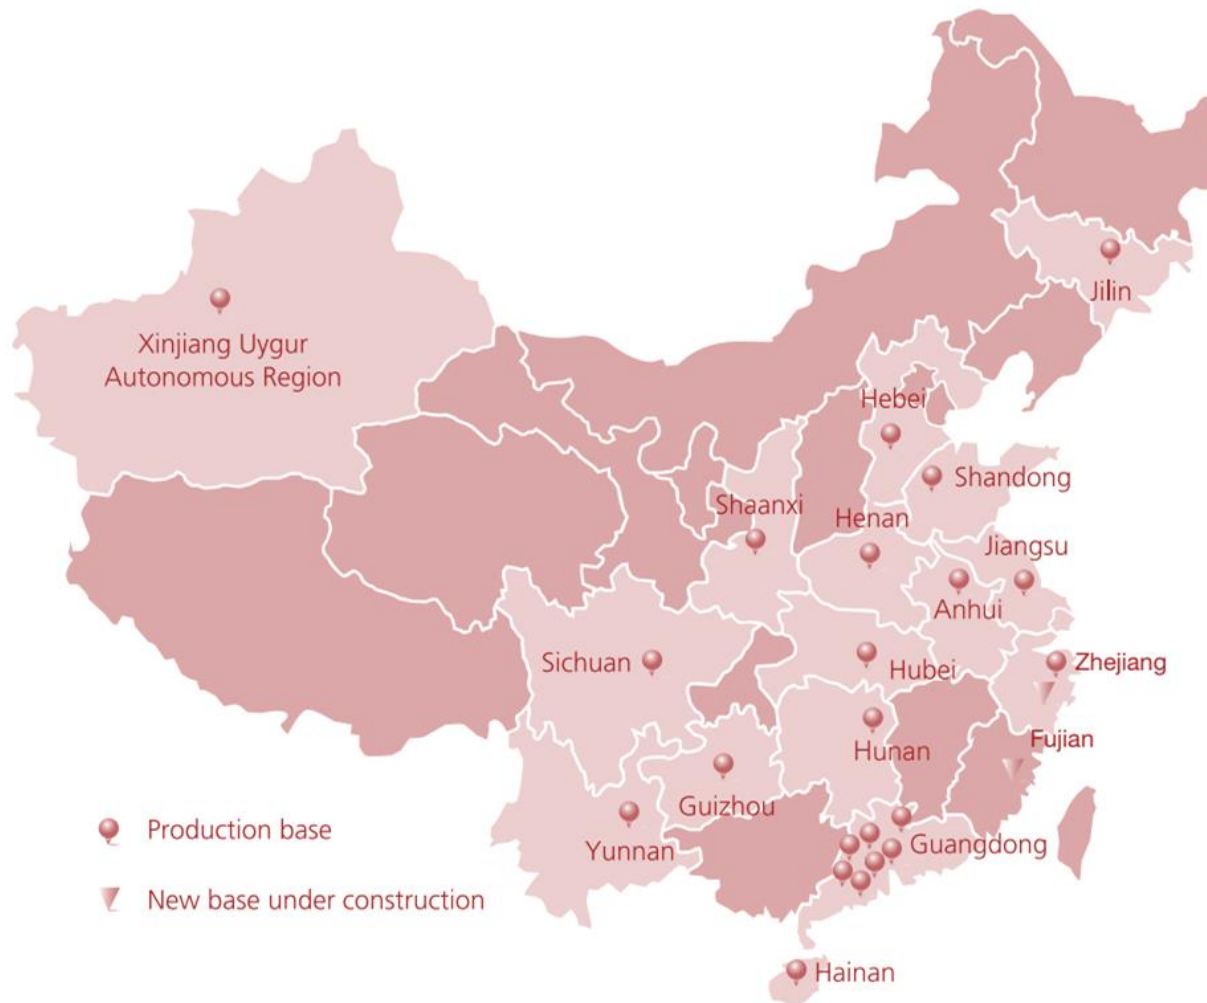 Jilin
Xinjiang Uygur
Autonomous Region
Hebei
Shandong
Shaanxi
Henan
Jiangsu
Anhui
Sichuan
Hubei
Zhejiang
Hunan
Fujian
Guizhou
Production base
Yunnan
Guangdong
New base under construction
Hainan